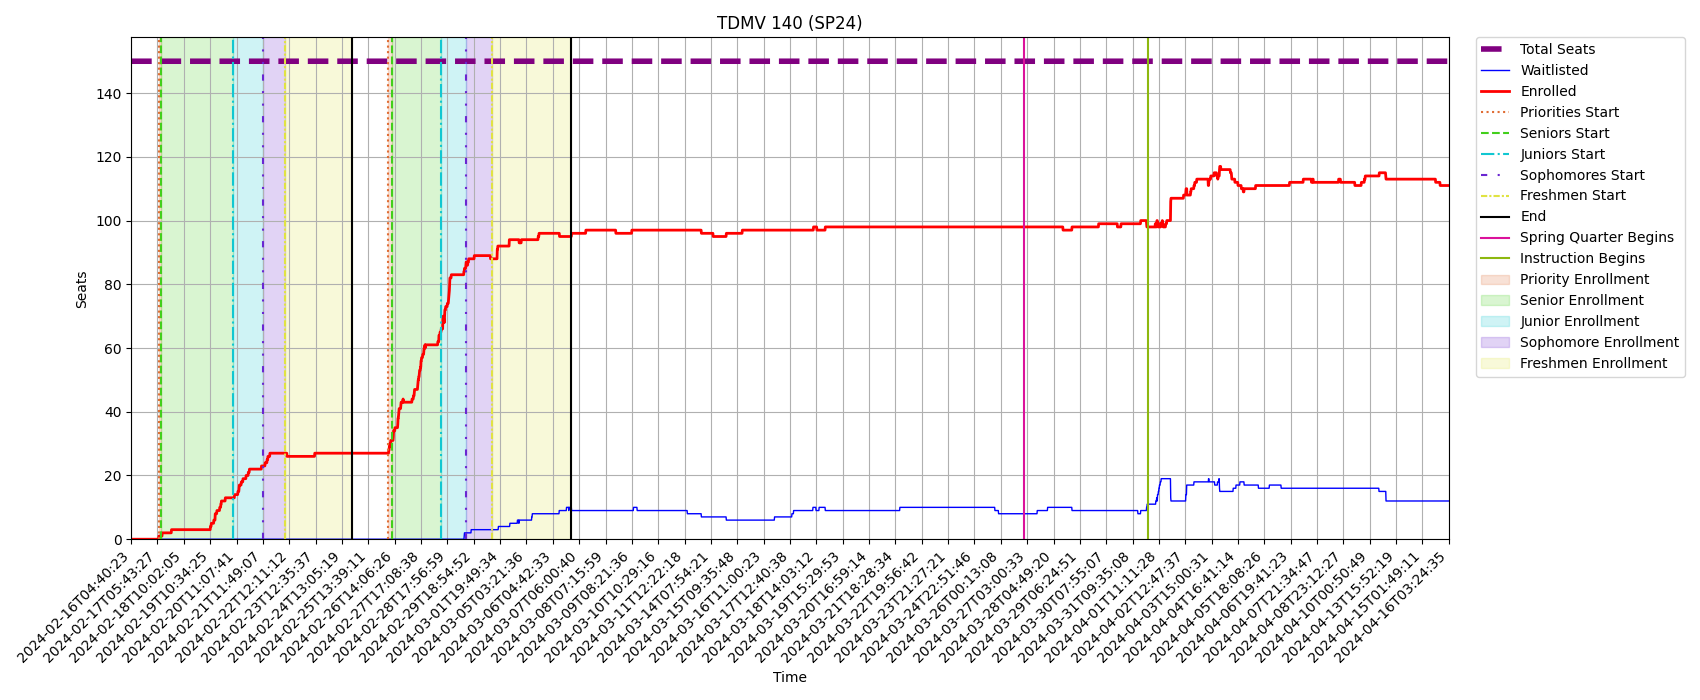 TDMV 140 (SP24)
Seats
140
120
100
80
60
40
20
0
2024-02-16T04:40:23
2024-02-17T05:43:27
2024-02-18T10:02:05
2024-02-19T10:34:25
2024-02-20T11:07:41
2024-02-21T11:49:07
2024-02-22T12:11:12
2024-02-23T12:35:37
2024-02-24T13:05:19
2024-02-25T13:39:11
2024-02-26T14:06:26
2024-02-27T17:08:38
2024-02-28T17:56:59
2024-02-29T18:54:52
2024-03-01T19:49:34
2024-03-05T03:21:36
2024-03-06T04:42:33
2024-03-07T06:00:40
2024-03-08T07:15:59
2024-03-09T08:21:36
2024-03-10T10:29:16
2024-03-11T12:22:18
2024-03-14T07:54:21
2024-03-15T09:35:48
2024-03-16T11:00:23
2024-03-17T12:40:38
2024-03-18T14:03:12
2024-03-19T15:29:53
2024-03-20T16:59:14
2024-03-21T18:28:34
2024-03-22T19:56:42
2024-03-23T21:27:21
2024-03-24T22:51:46
2024-03-26T00:13:08
2024-03-27T03:00:33
2024-03-28T04:49:20
2024-03-29T06:24:51
2024-03-30T07:55:07
2024-03-31T09:35:08
2024-04-01T11:11:28
2024-04-02T12:47:37
2024-04-03T15:00:31
2024-04-04T16:41:14
2024-04-05T18:08:26
2024-04-06T19:41:23
2024-04-07T21:34:47
2024-04-08T23:12:27
2024-04-10T00:50:49
2024-04-13T15:52:19
2024-04-15T01:49:11
2024-04-16T03:24:35
Time
Total Seats
Waitlisted
Enrolled
Priorities Start
Seniors Start
Juniors Start
Sophomores Start
Freshmen Start
End
Spring Quarter Begins
Instruction Begins
Priority Enrollment
Senior Enrollment
Junior Enrollment
Sophomore Enrollment
Freshmen Enrollment